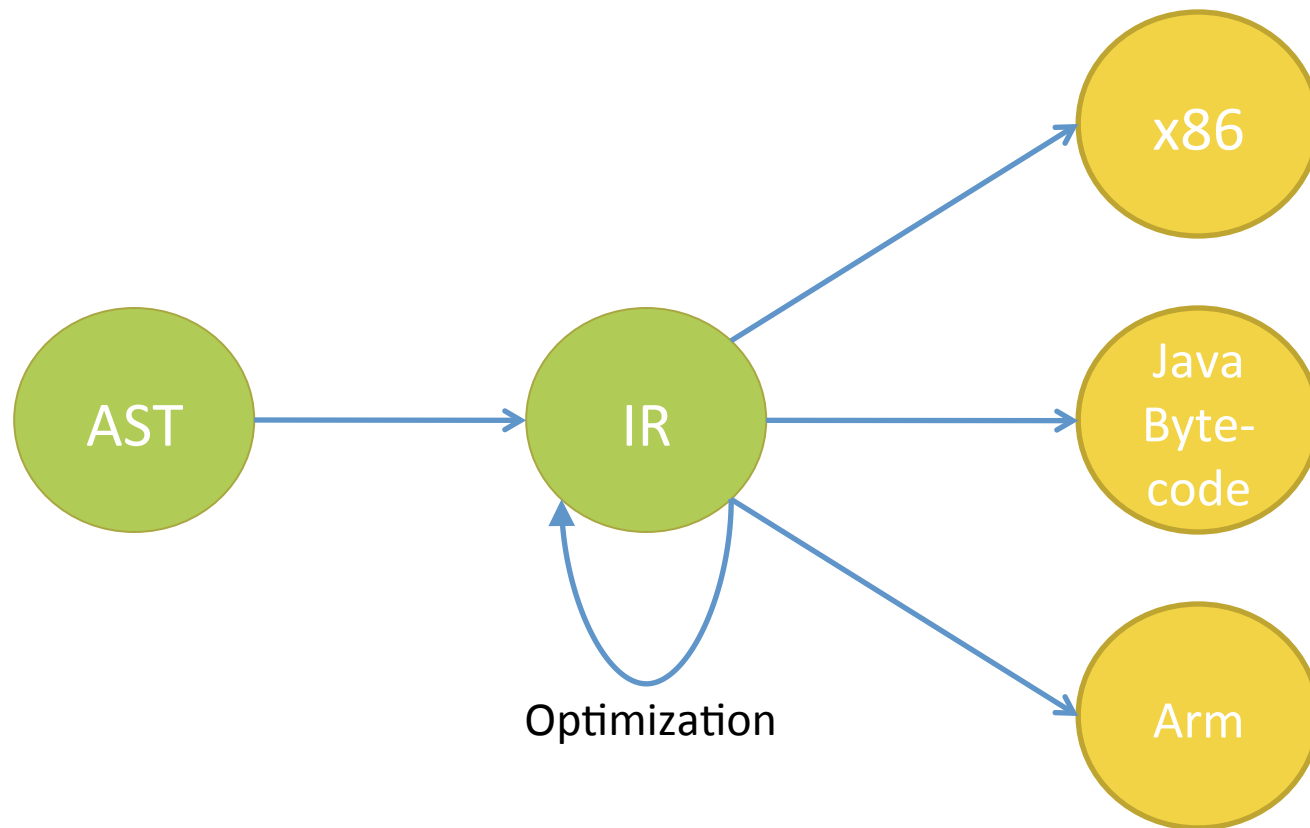 x86
AST
IR
Java
Byte-
code
Optimization
Arm